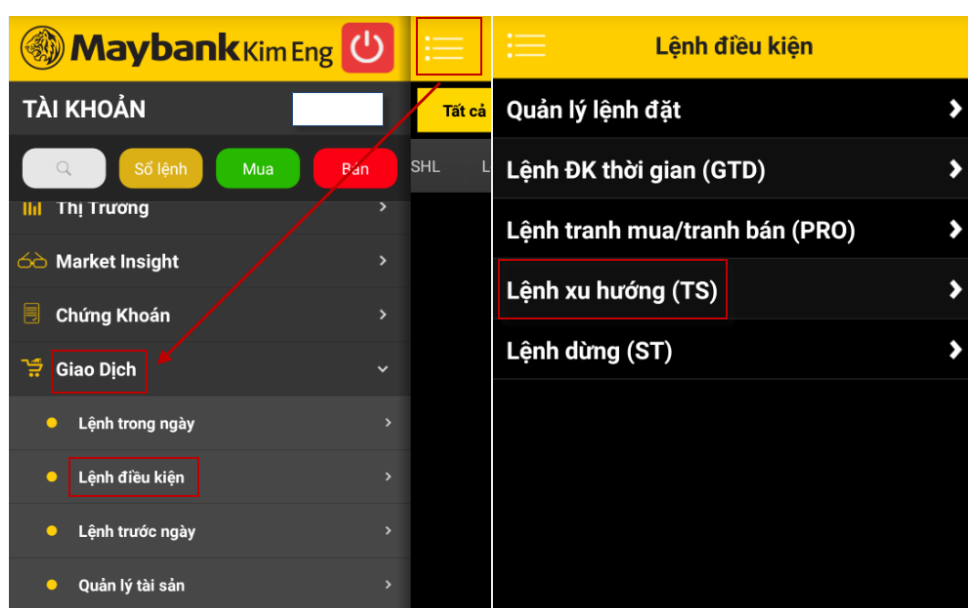 Maybank Kim Eng
TÀI KHOẢN
Tất cả
Sổ lệnh
Mua
Bán
SHL
L
Thị Trường
Market Insight
Chứng Khoán
Giao Dịch
Lệnh trong ngày
Lệnh điều kiện
Lệnh trước ngày
Quản lý tài sản
Lệnh điều kiện
Quản lý lệnh đặt
Lệnh ĐK thời gian (GTD)
Lệnh tranh mua/tranh bán (PRO)
Lệnh xu hướng (TS)
Lệnh dừng (ST)